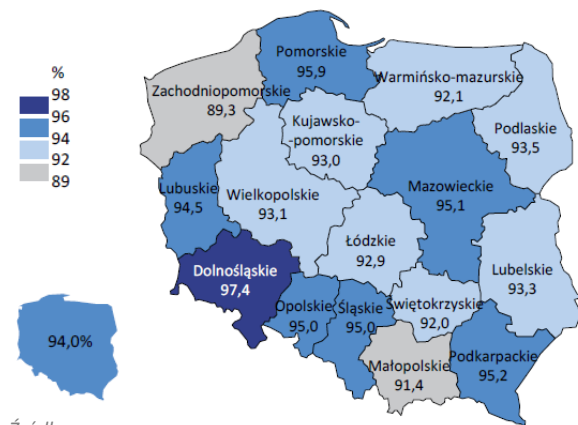 %
98
96
94
92
89
Pomorskie
95,9
Warmińsko-mazurskie
92,1
Zachodniopomorskie
89,3
Kujawsko-
-pomorskie
93,0
Podlaskie
93,5
Lubuskie
94,5
Wielkopolskie
93,1
Mazowieckie
95,1
Łódzkie
92,9
Dolnośląskie
97,4
Lubelskie
93,3
Opolskie
95,0
Śląskie
95,0
Świętokrzyskie
92,0
Małopolskie
91,4
Podkarpackie
95,2
94,0%